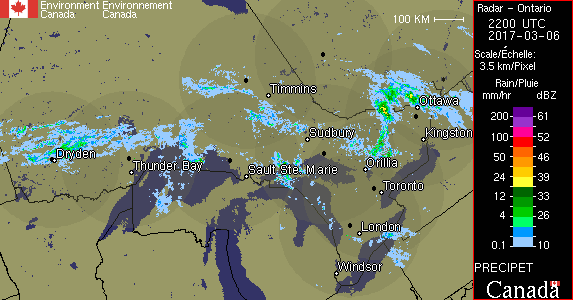 Environment Environnement
Canada Canada
100 KM
Timmins
Ottawa
Sudbury
Kingston
Dryden
Thunder Bay
Sault Ste. Marie
Orillia
Toronto
London
Windsor
Radar - Ontario
2200 UTC
2017-03-06
Scale/Échelle:
3.5 km/Pixel
Rain/Pluie
mm/hr dBZ
200 61
100 52
50 46
24 39
12 33
4 26
1 20
0.1 10
PRECIPET
Canada